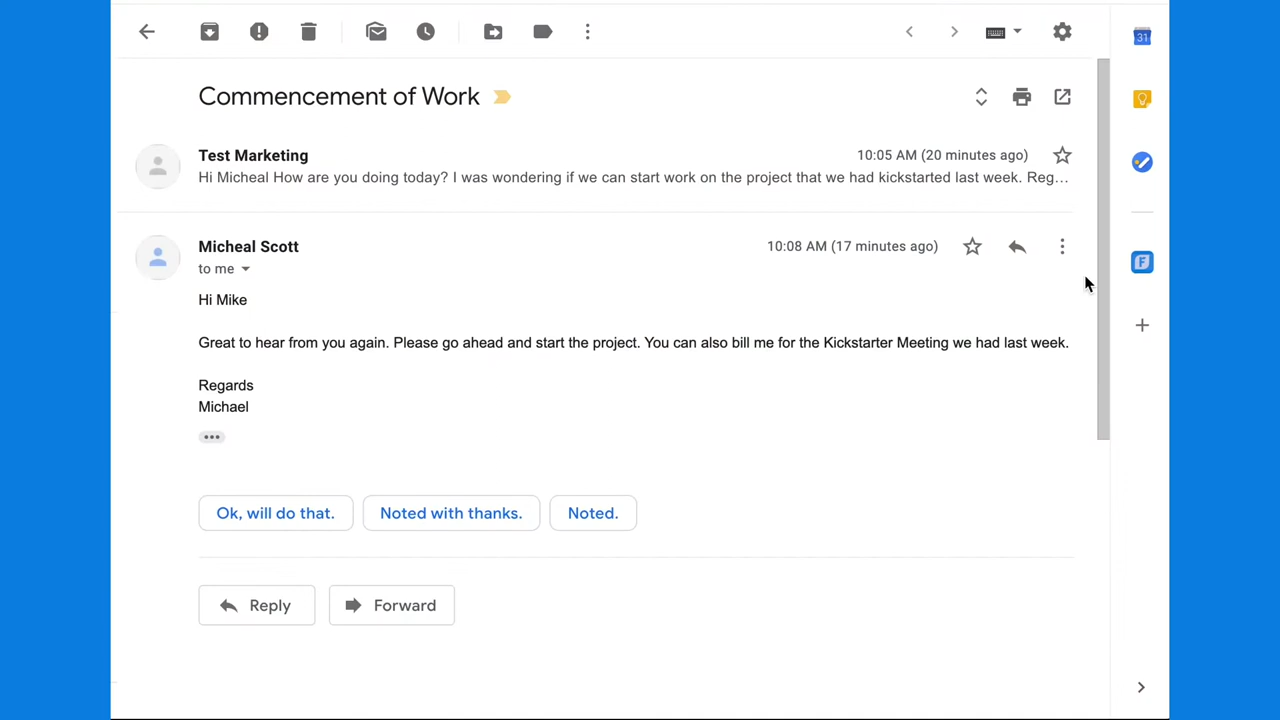 31
Commencement of Work
Test Marketing
10:05 AM (20 minutes ago)
Hi Micheal How are you doing today? I was wondering if we can start work on the project that we had kickstarted last week. Reg...
Micheal Scott
10:08 AM (17 minutes ago)
to me
F
Hi Mike
Great to hear from you again. Please go ahead and start the project. You can also bill me for the Kickstarter Meeting we had last week.
Regards
Michael
Ok, will do that.
Noted with thanks.
Noted.
Reply
Forward